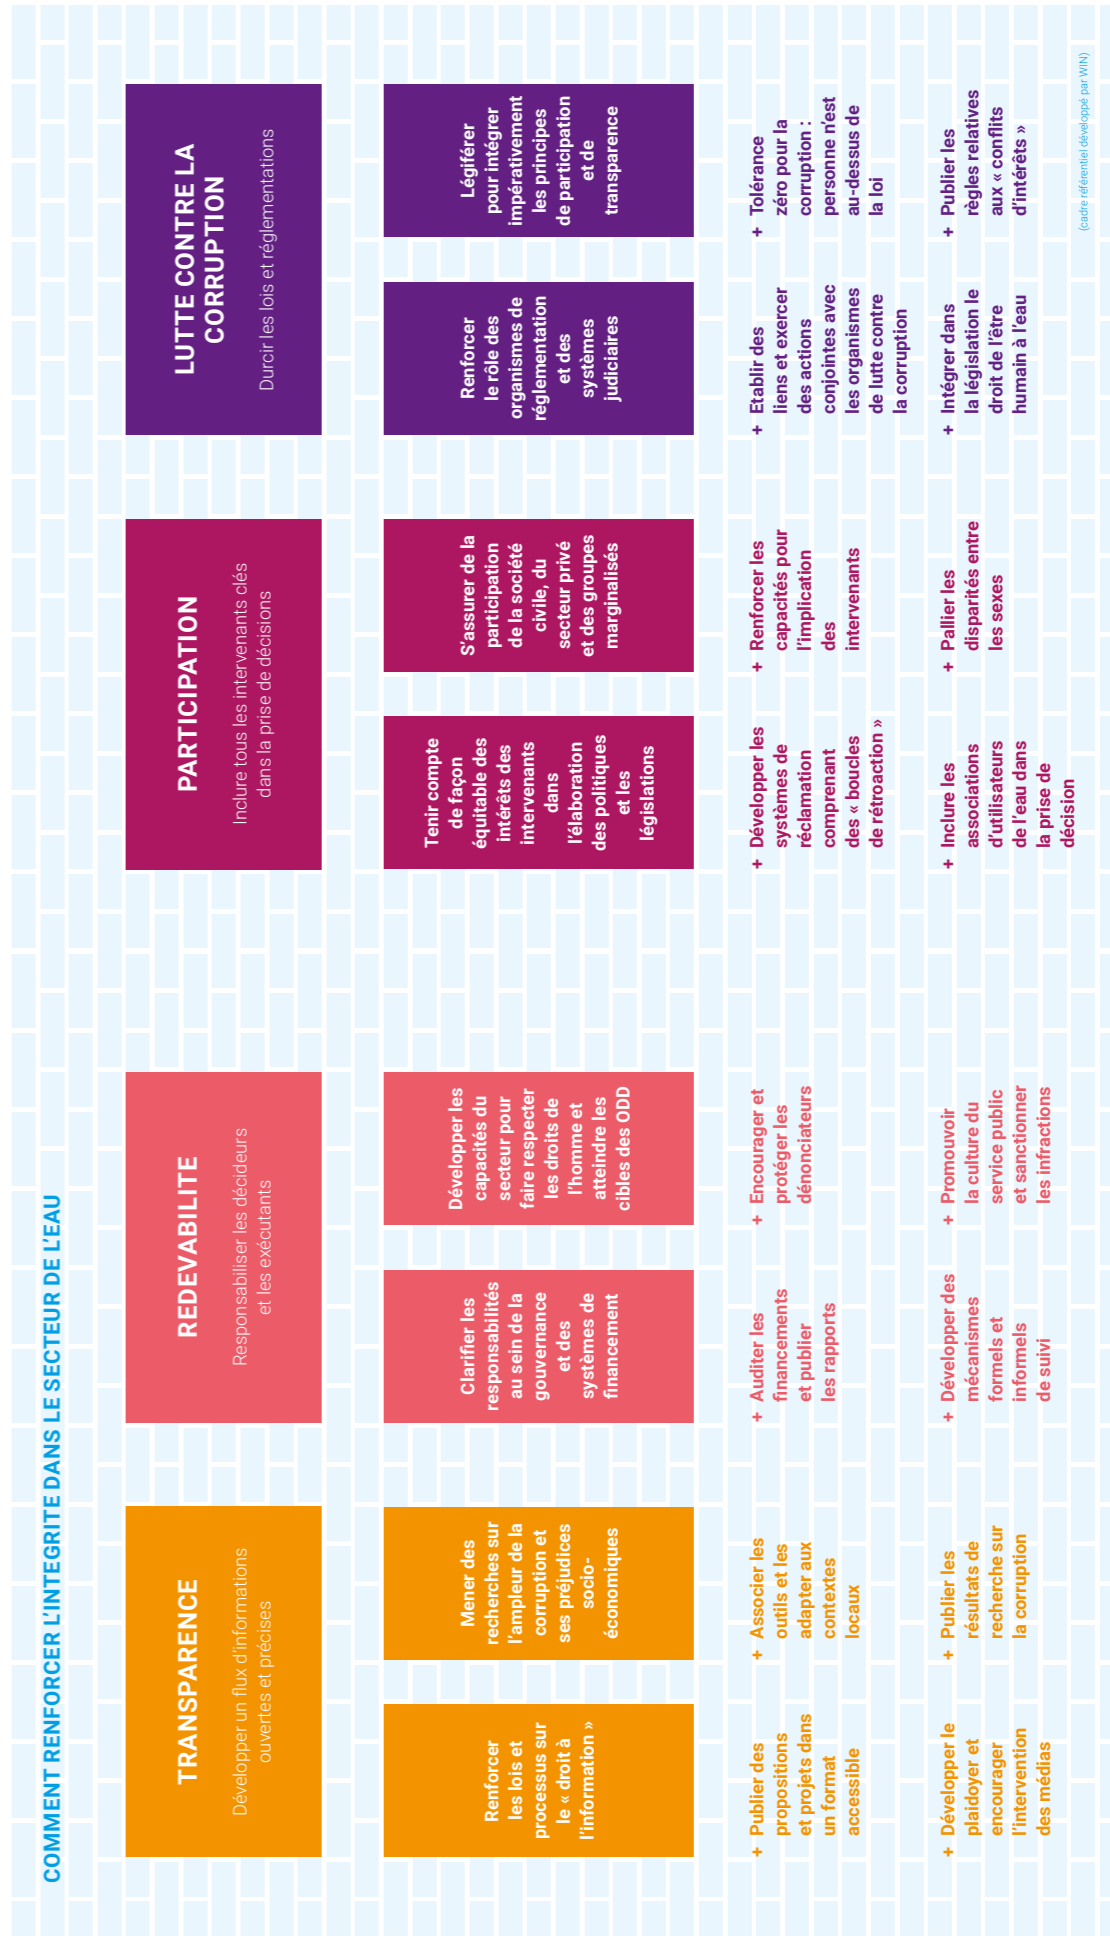 COMMENT RENFORCER L'INTEGRITE DANS LE SECTEUR DE L'EAU
TRANSPARENCE
Développer un flux d'informations
ouvertes et précises
Renforcer
les lois et
processus sur
le « droit à
l'information »
Mener des
recherches sur
l'ampleur de la
corruption et
ses préjudices
socio-
économiques
+ Publier des
propositions
et projets dans
un format
accessible
+ Associer les
outils et les
adapter aux
contextes
locaux
+ Développer le
plaidoyer et
encourager
l'intervention
des médias
+ Publier les
résultats de
recherche sur
la corruption
REDEVABILITE
Responsabiliser les décideurs
et les exécutants
Clarifier les
responsabilités
au sein de la
gouvernance
et des
systèmes de
financement
Développer les
capacités du
secteur pour
faire respecter
les droits de
l'homme et
atteindre les
cibles des ODD
+ Auditer les
financements
et publier
les rapports
+ Encourager et
protéger les
dénonciateurs
+ Développer des
mécanismes
formels et
informels
de suivi
+ Promouvoir
la culture du
service public
et sanctionner
les infractions
PARTICIPATION
Inclure tous les intervenants clés
dans la prise de décisions
Tenir compte
de façon
équitable des
intérêts des
intervenants
dans
l'élaboration
des politiques
et les
législations
S'assurer de la
participation
de la société
civile, du
secteur privé
et des groupes
marginalisés
+ Développer les
systèmes de
réclamation
comprenant
des « boucles
de rétroaction »
+ Renforcer les
capacités pour
l'implication
des
intervenants
+ Inclure les
associations
d'utilisateurs
de l'eau dans
la prise de
décision
+ Pallier les
disparités entre
les sexes
LUTTE CONTRE LA
CORRUPTION
Durcir les lois et réglementations
Renforcer
le rôle des
organismes de
réglementation
et des
systèmes
judiciaires
Légiférer
pour intégrer
impérativement
les principes
de participation
et de
transparence
+ Etablir des
liens et exercer
des actions
conjointes avec
les organismes
de lutte contre
la corruption
+ Tolérance
zéro pour la
corruption :
personne n'est
au-dessus de
la loi
+ Intégrer dans
la législation le
droit de l'être
humain à l'eau
+ Publier les
règles relatives
aux « conflits
d'intérêts »
(cadre référentiel développé par WIN)